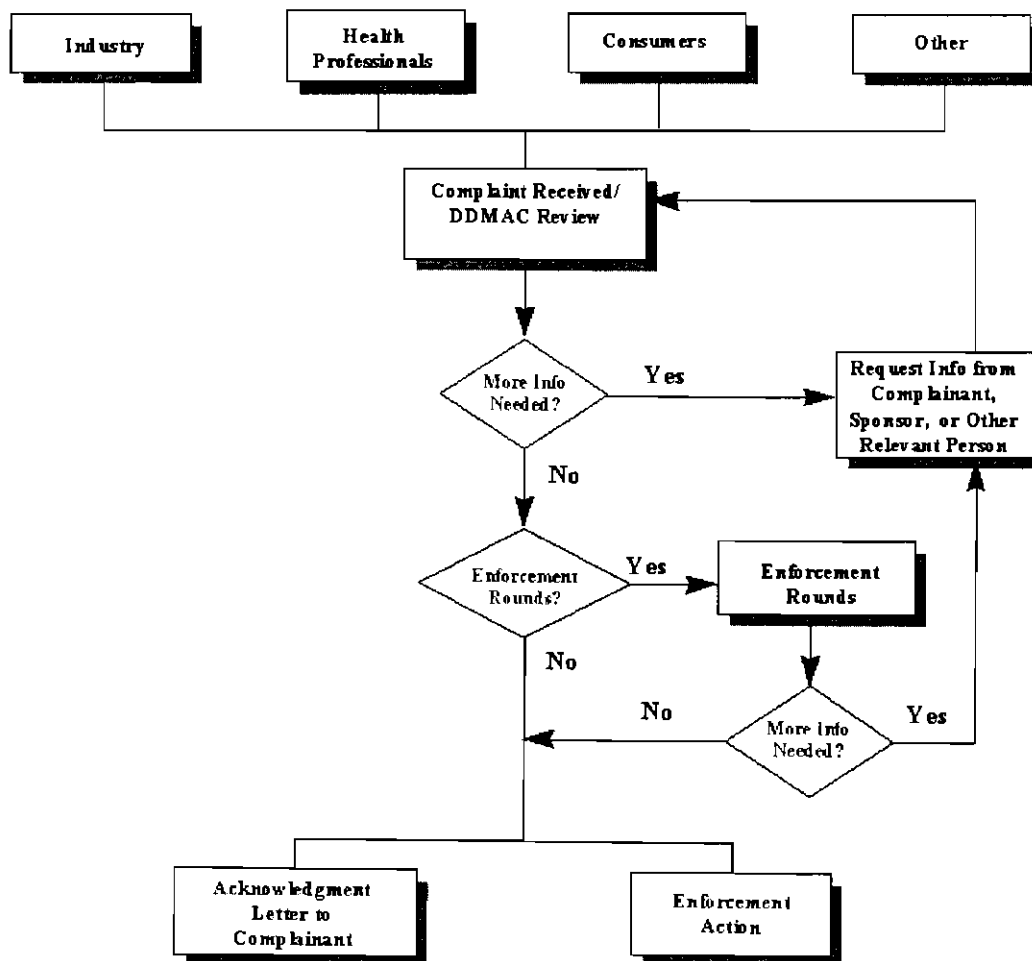 Industry
Health
Professionals
Consumers
Other
Complaint Received/
DDMAC Review
More Info
Needed?
Yes
Request Info from
Complainant,
Sponsor, or Other
Relevant Person
No
Enforcement
Rounds?
Yes
Enforcement
Rounds
No
No
More Info
Needed?
Yes
Acknowledgment
Letter to
Complainant
Enforcement
Action